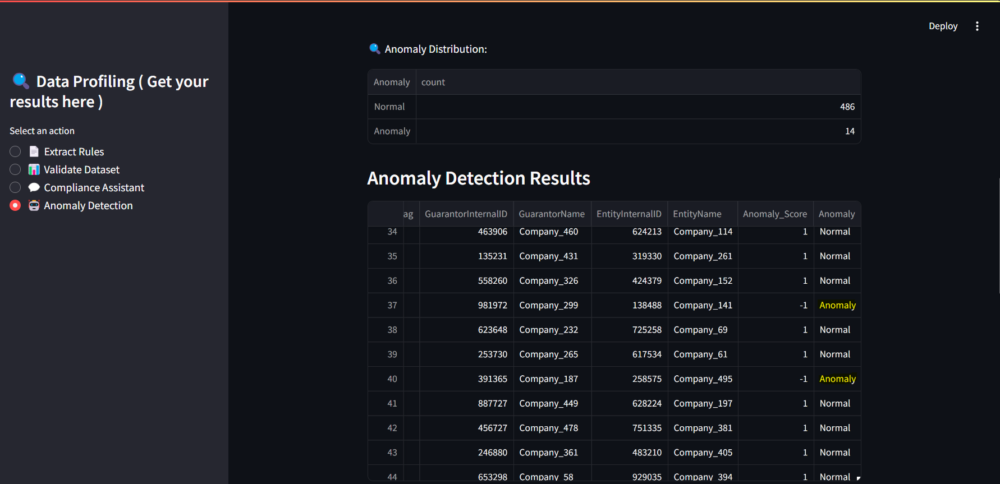 Deploy
Data Profiling ( Get your
results here )
Select an action
Extract Rules
Validate Dataset
Compliance Assistant
Anomaly Detection
Anomaly Distribution:
Anomaly count
Normal 486
Anomaly 14
Anomaly Detection Results
ag GuarantorInternalID GuarantorName EntityInternalID EntityName Anomaly_Score Anomaly
34 463906 Company_460 624213 Company_114 1 Normal
35 135231 Company_431 319330 Company_261 1 Normal
36 558260 Company_326 424379 Company_152 1 Normal
37 981972 Company_299 138488 Company_141 -1 Anomaly
38 623648 Company_232 725258 Company_69 1 Normal
39 253730 Company_265 617534 Company_61 1 Normal
40 391365 Company_187 258575 Company_495 -1 Anomaly
41 887727 Company_449 628224 Company_197 1 Normal
42 456727 Company_478 751335 Company_381 1 Normal
43 246880 Company_361 483210 Company_405 1 Normal
44 653298 Company_58 929035 Company_394 1 Normal